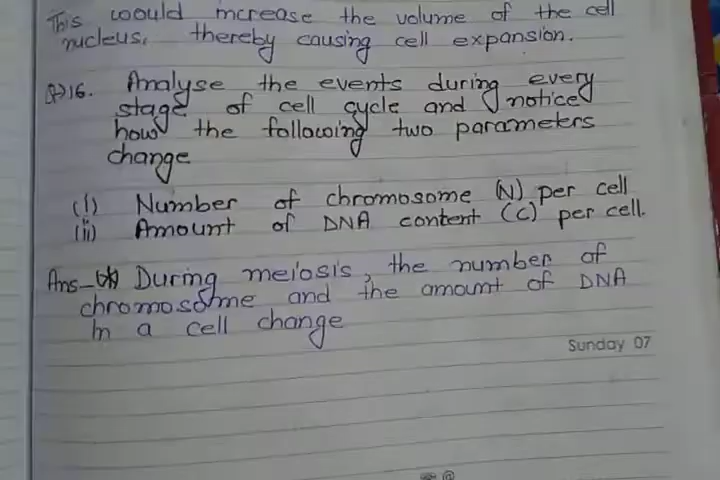 This would increase the volume of the cell
nucleus, thereby causing cell expansion.
Q>16. Analyse the events during every
stage of cell cycle and notice
how the following two parameters
change
(i) Number of chromosome (N) per cell
(ii) Amount of DNA content (C) per cell.
Ans- During meiosis, the number of
chromosome and the amount of DNA
in a cell change
Sunday 07